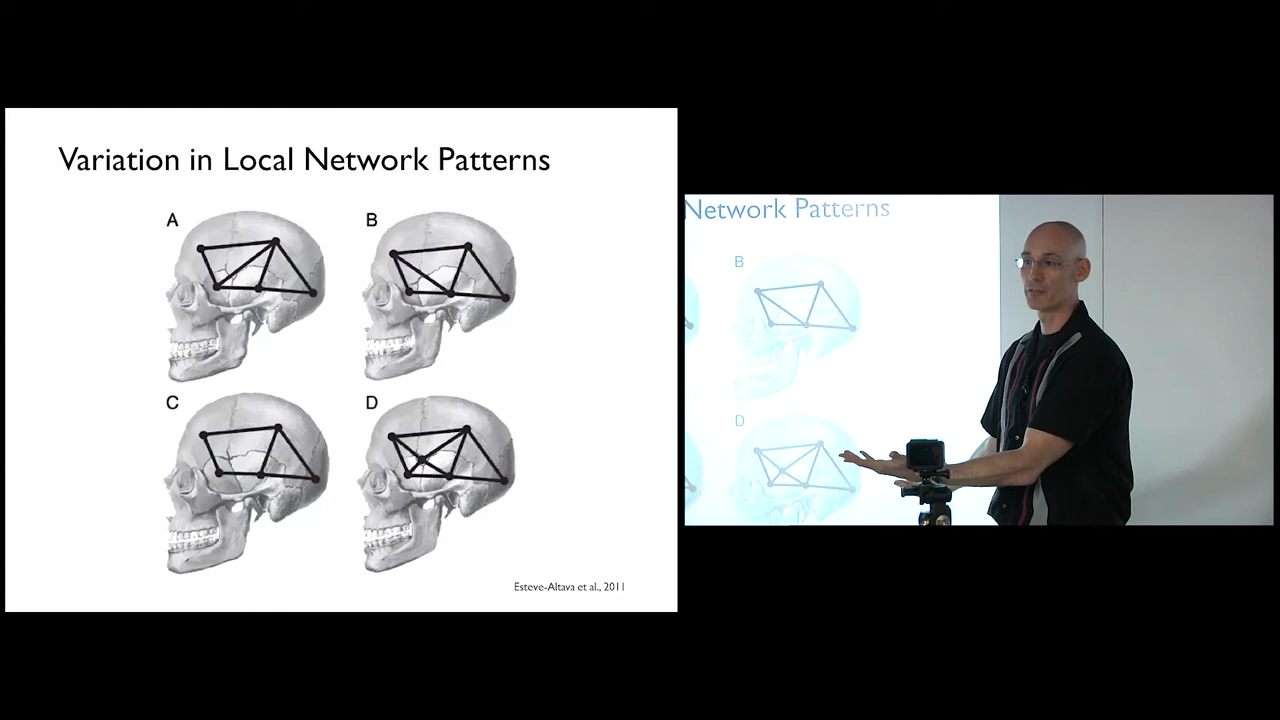 Variation in Local Network Patterns
A
B
C
D
Esteve-Altava et al., 2011
Network Patterns
B
D